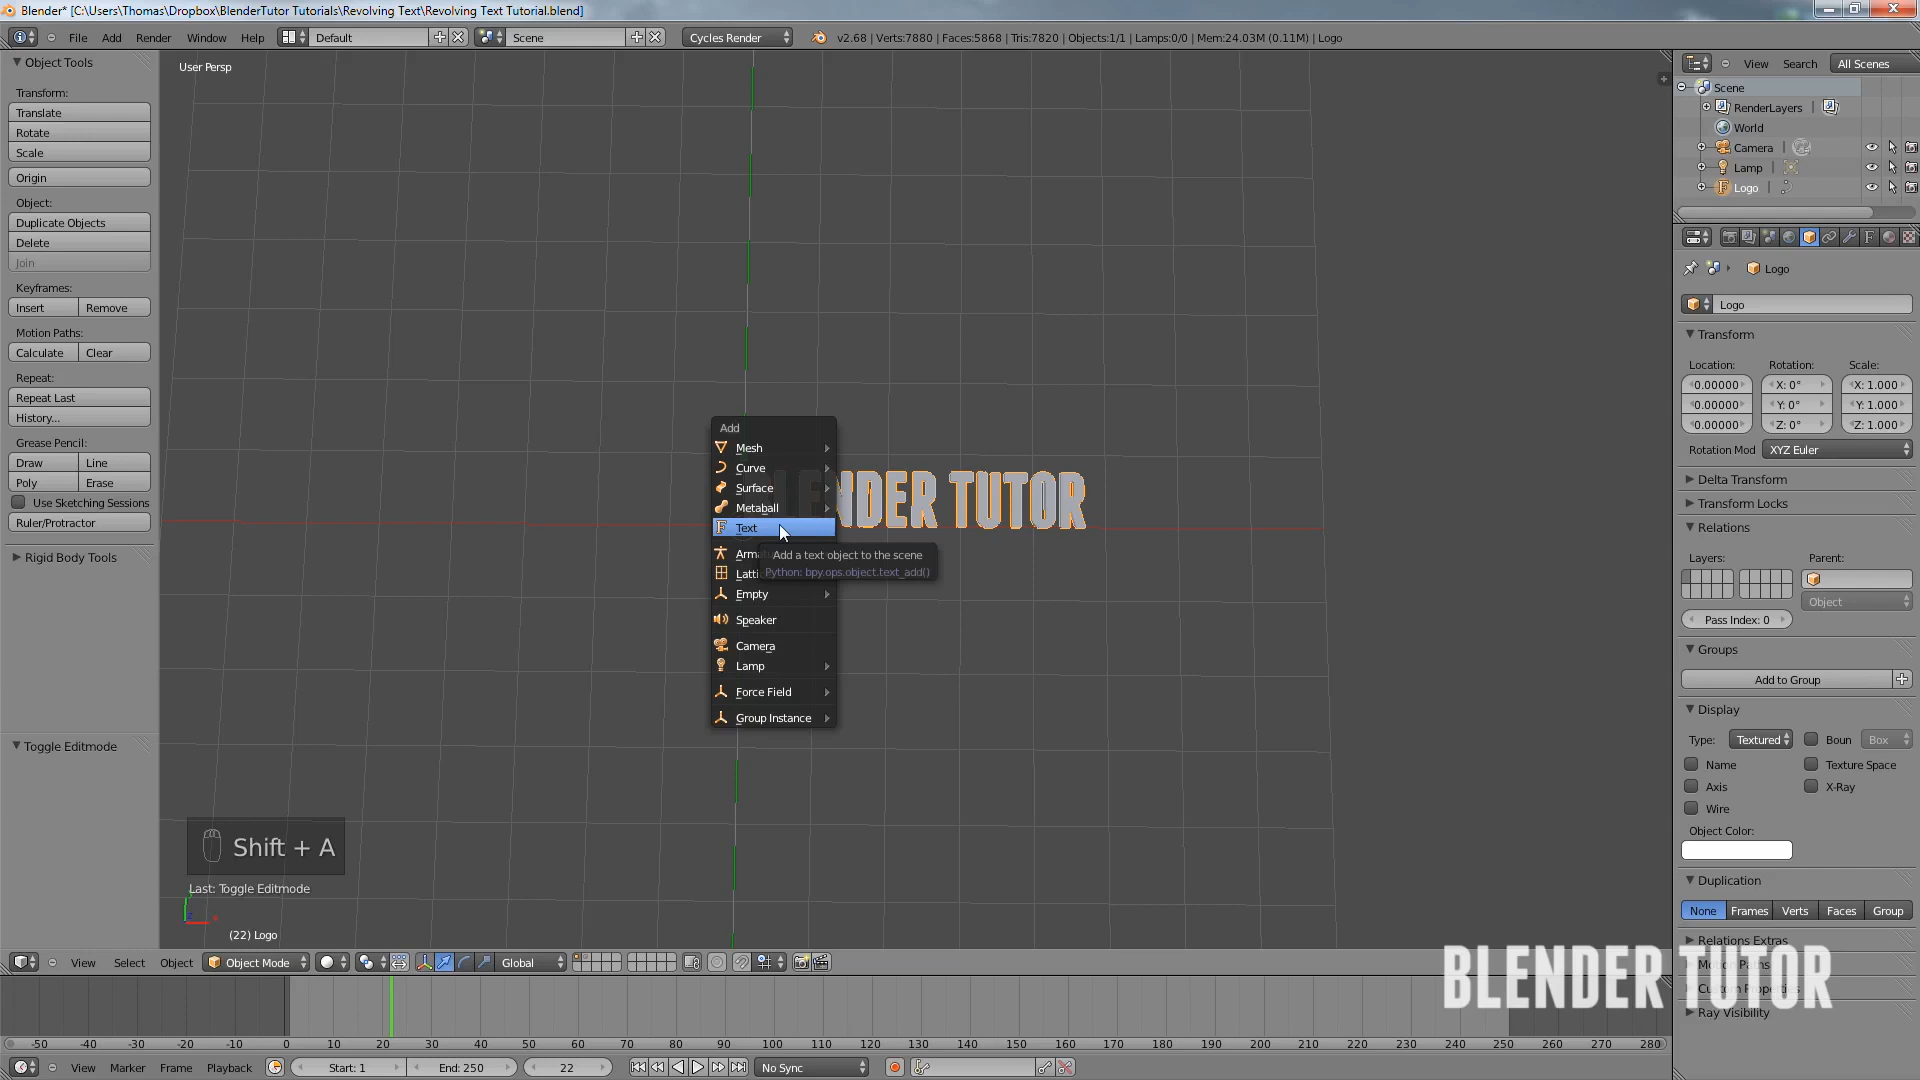 Blender* [C:\Users\Thomas\Dropbox\BlenderTutor Tutorials\Revolving Text\Revolving Text Tutorial.blend]
File Add Render Window Help Default Scene Cycles Render v2.68 | Verts:7880 | Faces:5868 | Tris:7820 | Objects:1/1 | Lamps:0/0 | Mem:24.03M (0.11M) | Logo
Object Tools
Transform:
Translate
Rotate
Scale
Origin
Object:
Duplicate Objects
Delete
Join
Keyframes:
Insert Remove
Motion Paths:
Calculate Clear
Repeat:
Repeat Last
History...
Grease Pencil:
Draw Line
Poly Erase
Use Sketching Sessions
Ruler/Protractor
Rigid Body Tools
Toggle Editmode
User Persp
Add
Mesh
Curve
Surface
Metaball
Text
Arma
Latti
Empty
Speaker
Camera
Lamp
Force Field
Group Instance
Add a text object to the scene
Python: bpy.ops.object.text_add()
BLENDER TUTOR
Shift + A
Last: Toggle Editmode
(22) Logo
View Select Object Object Mode Global
View Search All Scenes
Scene
RenderLayers
World
Camera
Lamp
Logo
Logo
Logo
Transform
Location: Rotation: Scale:
0.00000 X: 0° X: 1.000
0.00000 Y: 0° Y: 1.000
0.00000 Z: 0° Z: 1.000
Rotation Mod XYZ Euler
Delta Transform
Transform Locks
Relations
Layers: Parent:
Object
Pass Index: 0
Groups
Add to Group
Display
Type: Textured Boun Box
Name Texture Space
Axis X-Ray
Wire
Object Color:
Duplication
None Frames Verts Faces Group
Relations Extras
Motion Paths
Custom Properties
Ray Visibility
BLENDER TUTOR
-50 -40 -30 -20 -10 0 10 20 30 40 50 60 70 80 90 100 110 120 130 140 150 160 170 180 190 200 210 220 230 240 250 260 270 280
View Marker Frame Playback Start: 1 End: 250 22 No Sync